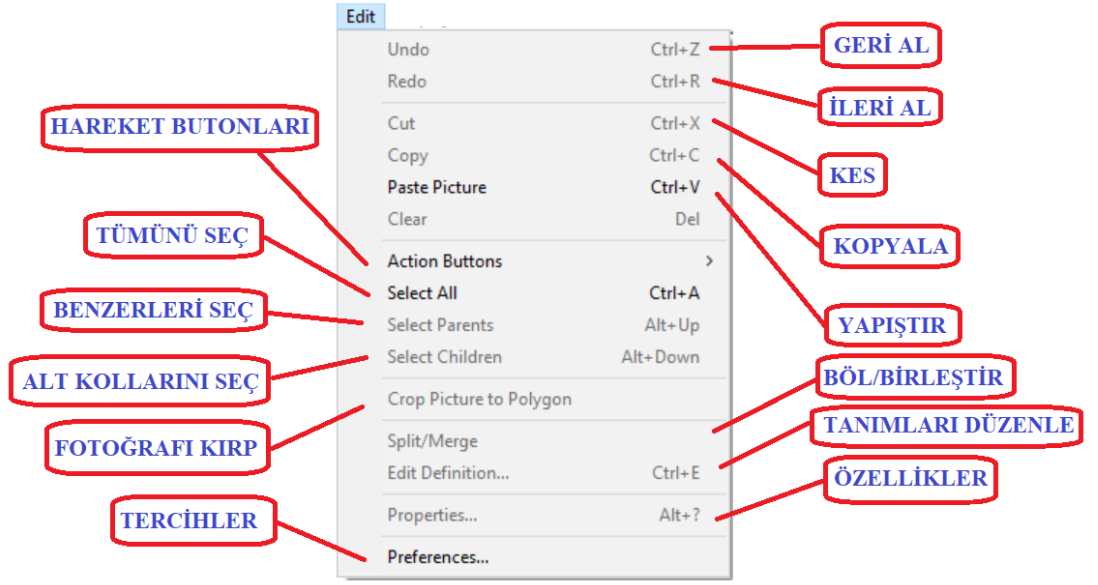 Edit
Undo Ctrl+Z
GERİ AL
Redo Ctrl+R
İLERİ AL
HAREKET BUTONLARI
Cut Ctrl+X
KES
Copy Ctrl+C
KOPYALA
Paste Picture Ctrl+V
YAPIŞTIR
Clear Del
TÜMÜNÜ SEÇ
Action Buttons >
Select All Ctrl+A
BENZERLERİ SEÇ
Select Parents Alt+Up
Select Children Alt+Down
ALT KOLLARINI SEÇ
BÖL/BİRLEŞTİR
Crop Picture to Polygon
TANIMLARI DÜZENLE
FOTOĞRAFI KIRP
Split/Merge
Edit Definition... Ctrl+E
ÖZELLİKLER
TERCİHLER
Properties... Alt+?
Preferences...